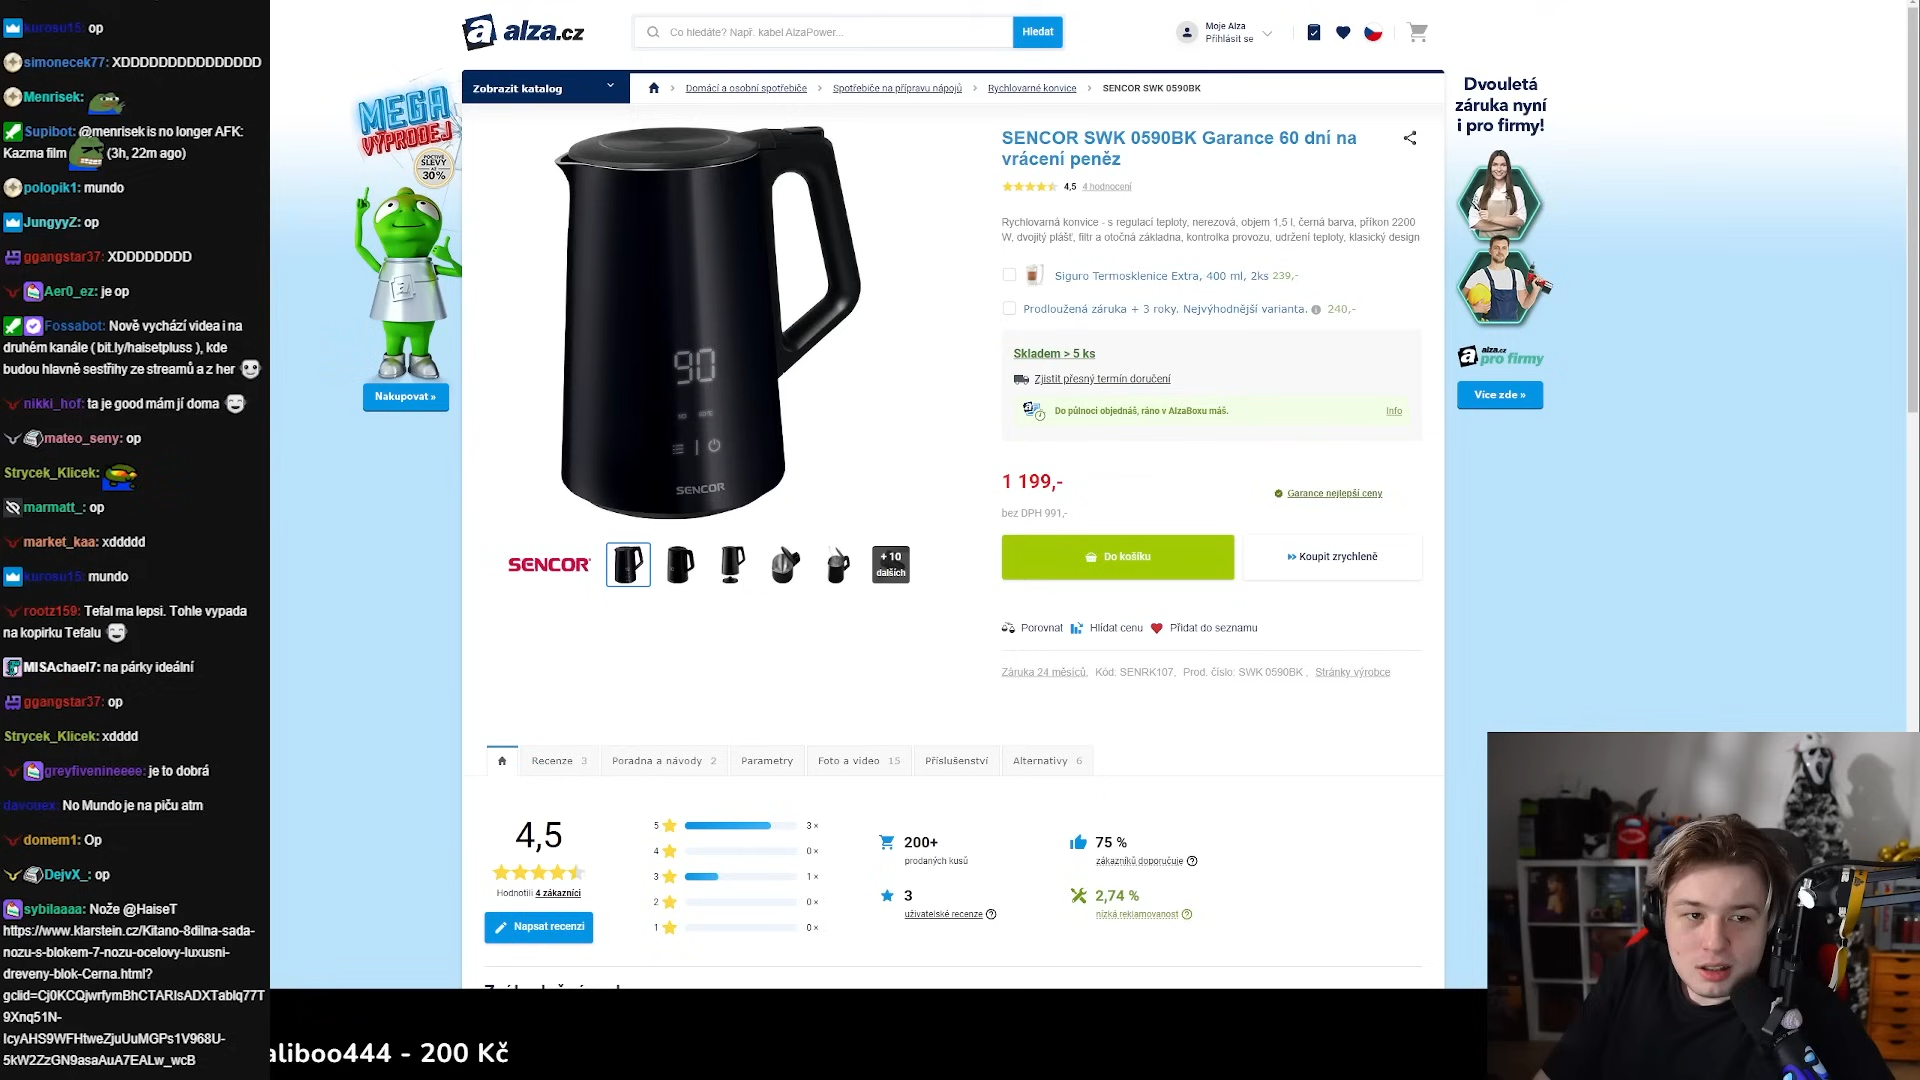 kurosu15: op
simonecek77: XDDDDDDDDDDDDDDD
Menrisek:
Supibot: @menrisek is no longer AFK:
Kazma film (3h, 22m ago)
polopik1: mundo
JungyyZ: op
ggangstar37: XDDDDDDDD
Aer0_ez: je op
Fossabot: Nově vychází videa i na
druhém kanále ( bit.ly/haisetpluss ), kde
budou hlavně sestřihy ze streamů a z her
nikki_hof: ta je good mám jí doma
mateo_seny: op
Strycek_Klicek:
marmatt_: op
market_kaa: xddddd
kurosu15: mundo
rootz159: Tefal ma lepsi. Tohle vypada
na kopirku Tefalu
MISAchael7: na párky ideální
ggangstar37: op
Strycek_Klicek: xdddd
greyfivenineeee: je to dobrá
davouex: No Mundo je na piču atm
domem1: Op
DejvX_: op
sybilaaaa: Nože @HaiseT
https://www.klarstein.cz/Kitano-8dilna-sada-
nozu-s-blokem-7-nozu-ocelovy-luxusni-
dreveny-blok-Cerna.html?
gclid=Cj0KCQjwrfymBhCTARIsADXTablq77T
9Xnq51N-
IcyAHS9WFHtweZjuUuMGPs1V968U-
5kW2ZzGN9asaAuA7EALw_wcB
alza.cz
Co hledáte? Např. kabel AlzaPower...
Hledat
Moje Alza
Přihlásit se
Zobrazit katalog
Domácí a osobní spotřebiče
Spotřebiče na přípravu nápojů
Rychlovarné konvice
SENCOR SWK 0590BK
MEGA
VÝPRODEJ
POCTIVÉ
SLEVY
AŽ
30%
Nakupovat »
90
SENCOR
SENCOR
+ 10
dalších
SENCOR SWK 0590BK Garance 60 dní na
vrácení peněz
4,5 4 hodnocení
Rychlovarná konvice - s regulací teploty, nerezová, objem 1,5 l, černá barva, příkon 2200
W, dvojitý plášť, filtr a otočná základna, kontrolka provozu, udržení teploty, klasický design
Siguro Termosklenice Extra, 400 ml, 2ks 239,-
Prodloužená záruka + 3 roky. Nejvýhodnější varianta. 240,-
Skladem > 5 ks
Zjistit přesný termín doručení
Do půlnoci objednáš, ráno v AlzaBoxu máš.
Info
1 199,-
bez DPH 991,-
Garance nejlepší ceny
Do košíku
Koupit zrychleně
Porovnat
Hlídat cenu
Přidat do seznamu
Záruka 24 měsíců, Kód: SENRK107, Prod. číslo: SWK 0590BK , Stránky výrobce
Dvouletá
záruka nyní
i pro firmy!
alza.cz
pro firmy
Více zde »
Recenze 3
Poradna a návody 2
Parametry
Foto a video 15
Příslušenství
Alternativy 6
4,5
Hodnotili 4 zákazníci
Napsat recenzi
5 3 ×
4 0 ×
3 1 ×
2 0 ×
1 0 ×
200+
prodaných kusů
3
uživatelské recenze
75 %
zákazníků doporučuje
2,74 %
nízká reklamovanost
aliboo444 - 200 Kč